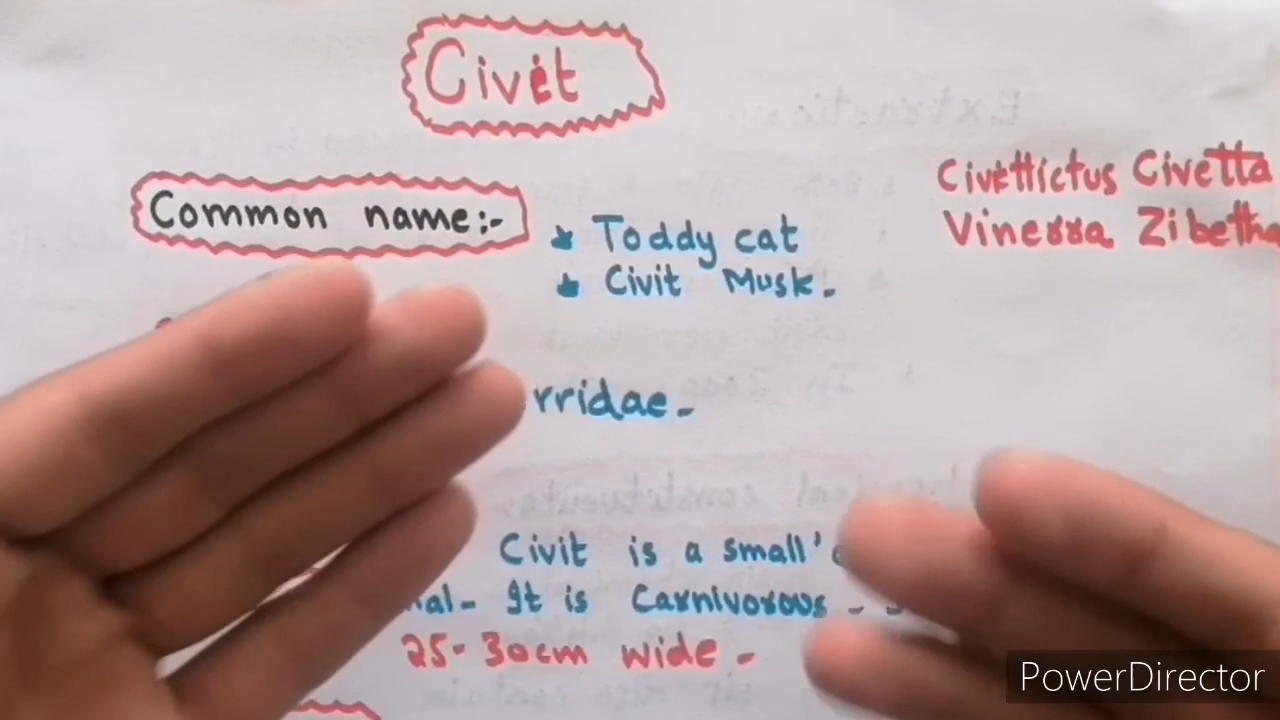 Civet
Common name:-
Toddy cat
Civit Musk.
Civettictus Civetta
Vinerra Zibetha
rridae.
Civit is a small
It is Carnivorous
25-30cm wide
PowerDirector